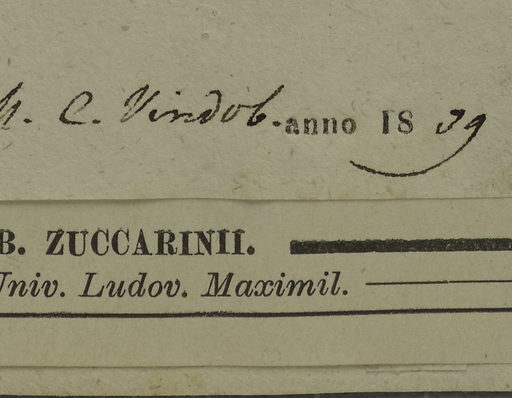 C. Vindob. anno 18 39
B. ZUCCARINII.
Univ. Ludov. Maximil.